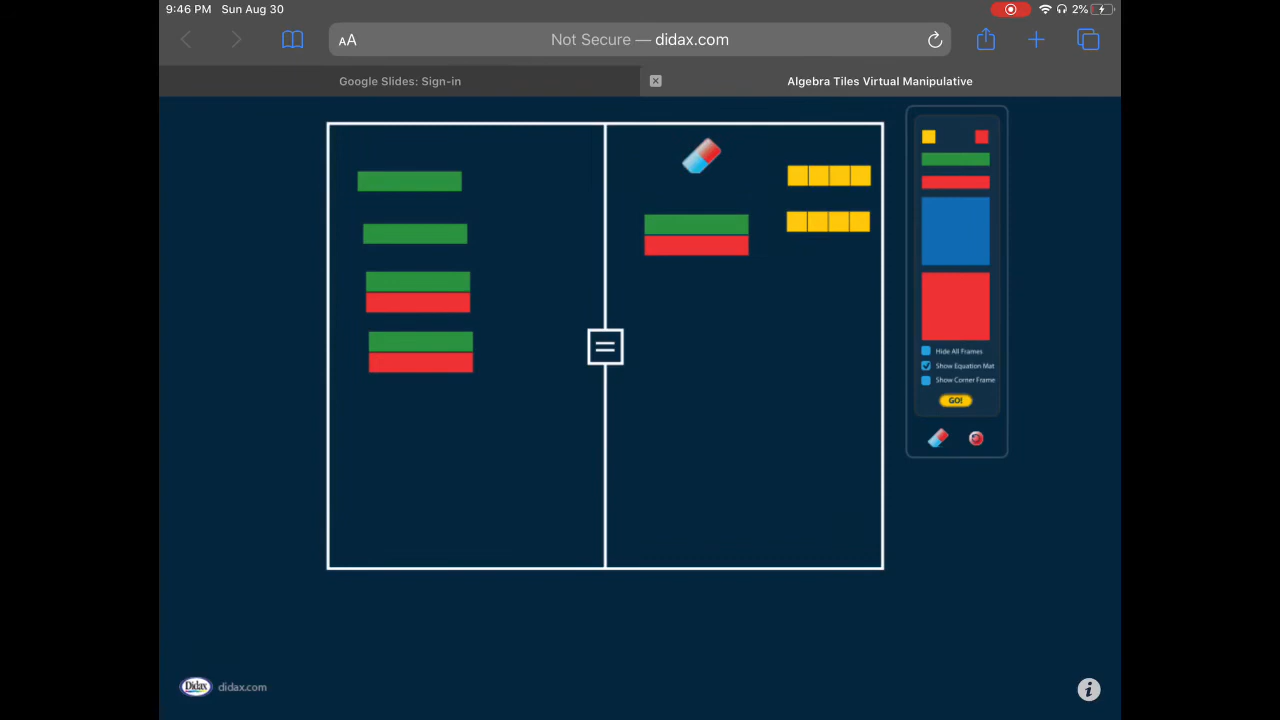 9:46 PM Sun Aug 30
2%
AA
Not Secure — didax.com
Google Slides: Sign-in
Algebra Tiles Virtual Manipulative
=
Hide All Frames
Show Equation Mat
Show Corner Frame
GO!
Didax didax.com
i